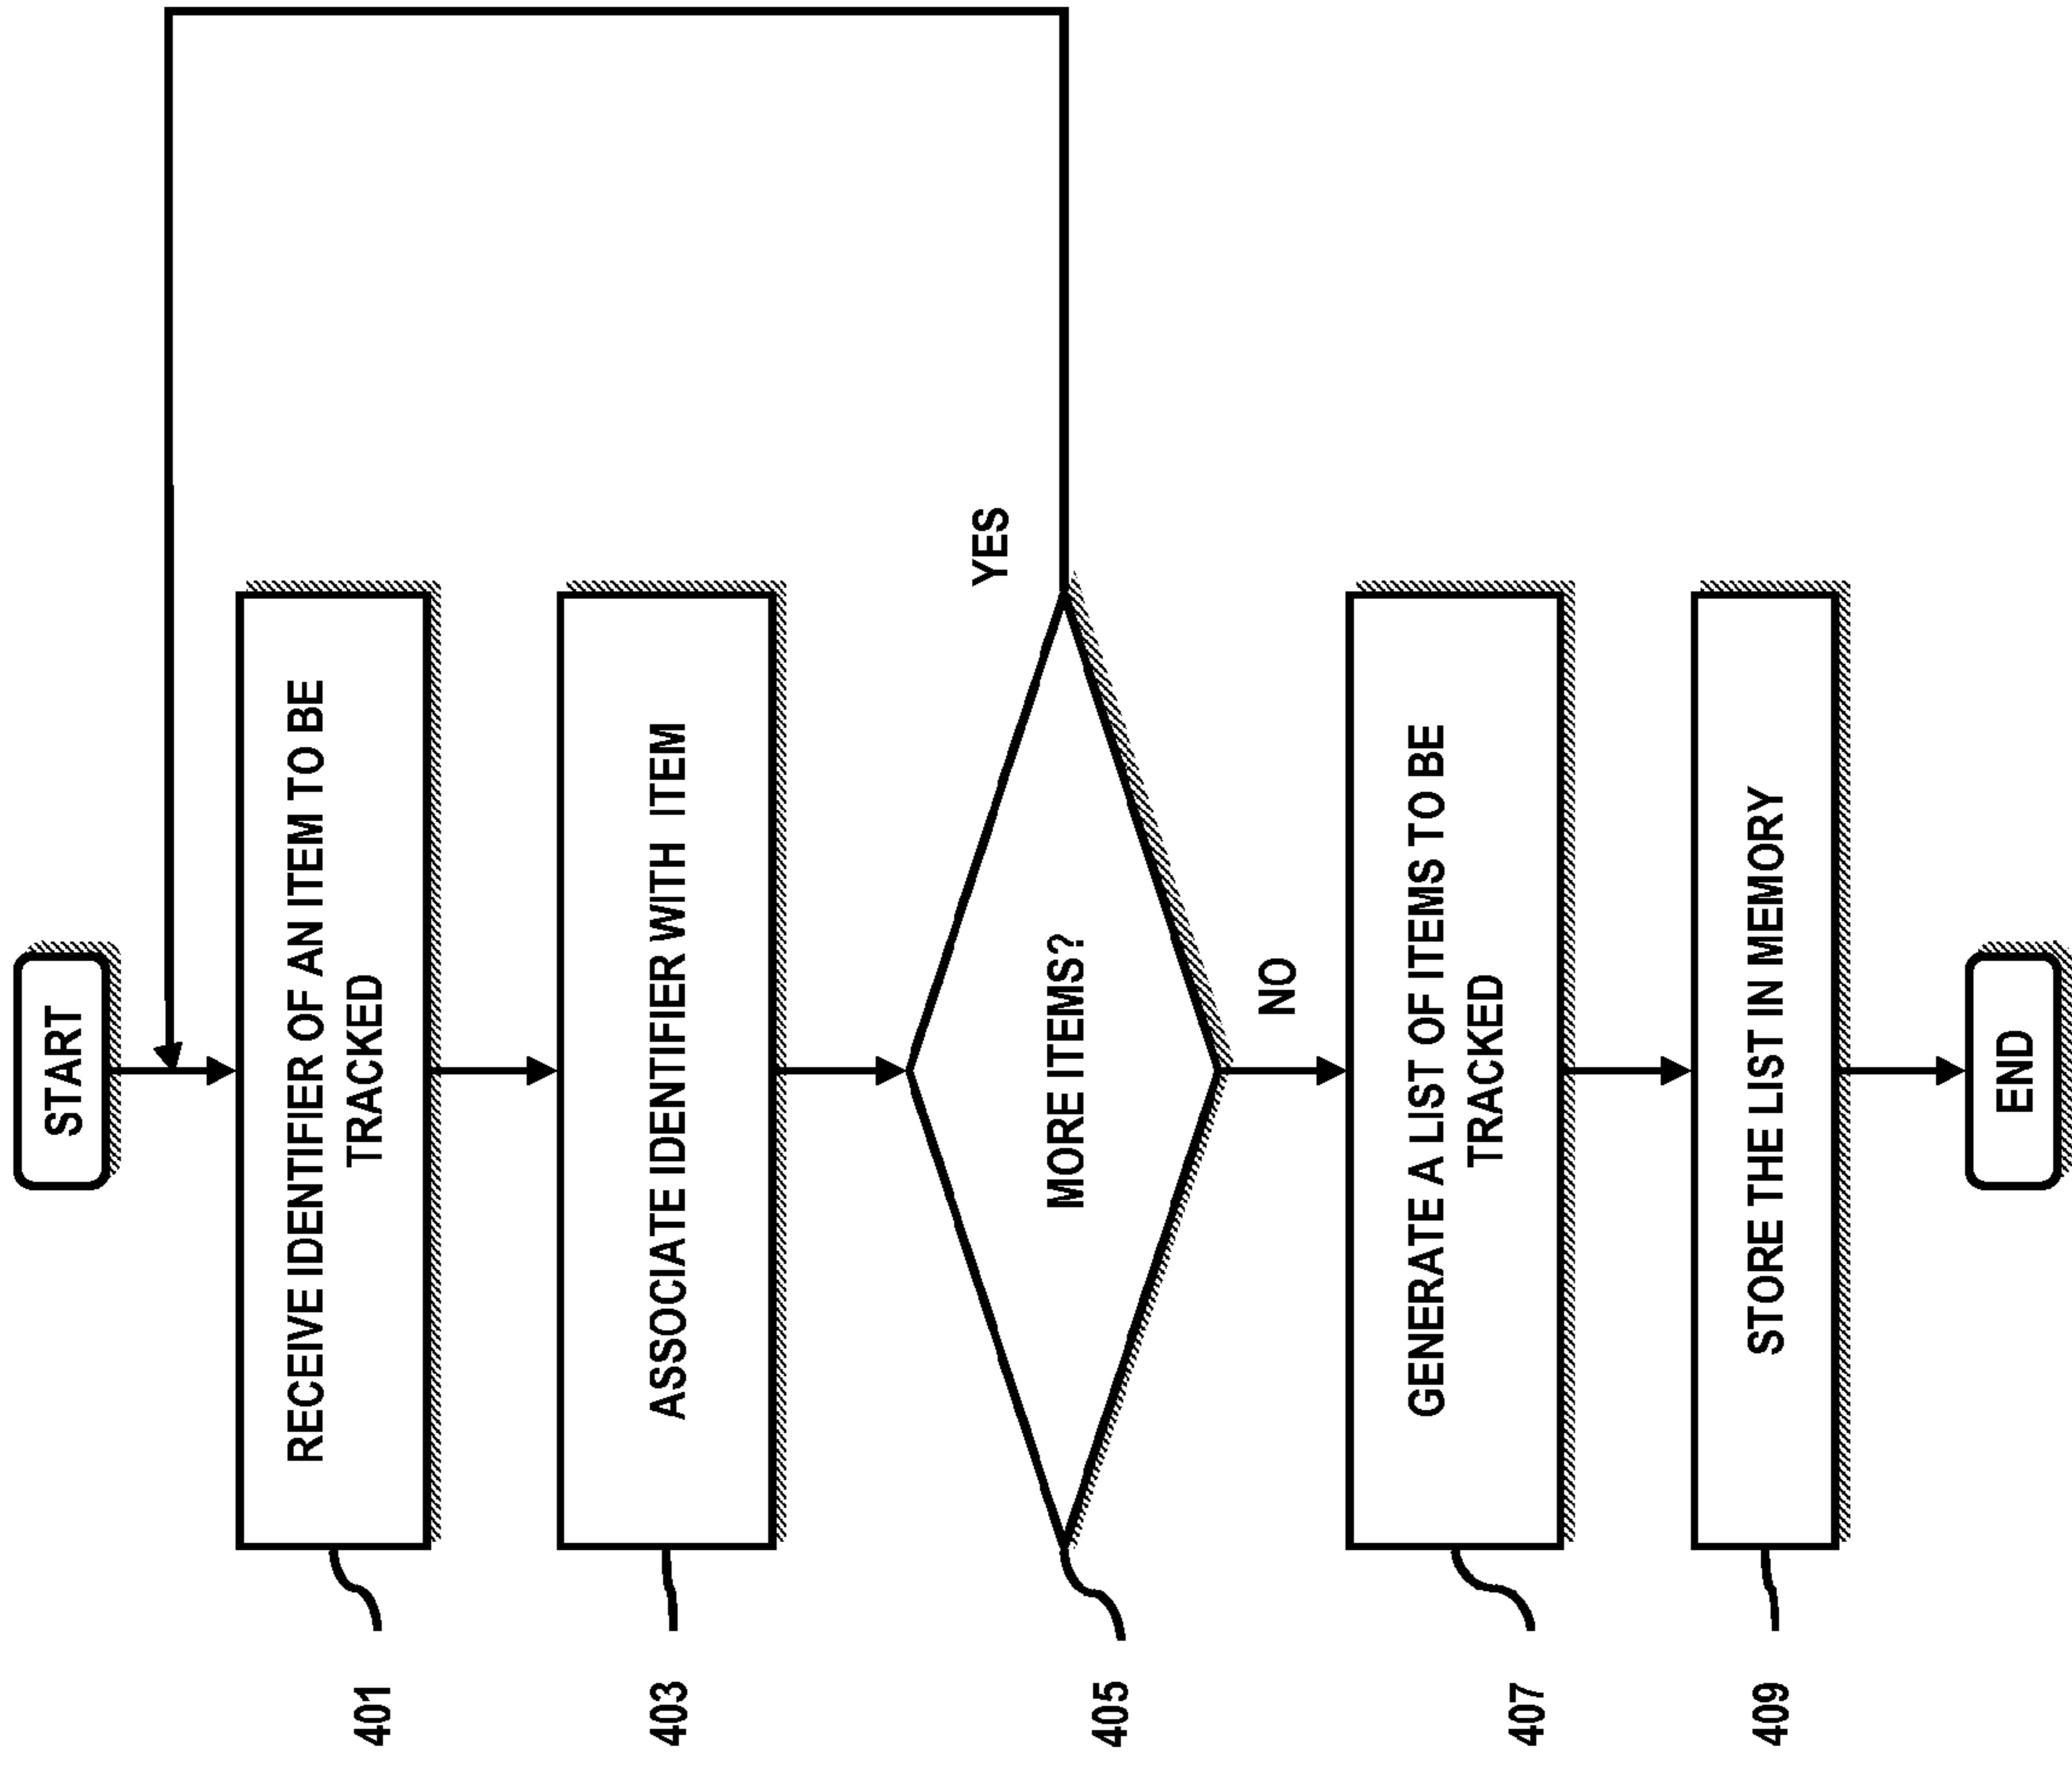 START
RECEIVE IDENTIFIER OF AN ITEM TO BE
TRACKED
401
ASSOCIATE IDENTIFIER WITH ITEM
403
MORE ITEMS?
YES
405
NO
GENERATE A LIST OF ITEMS TO BE
TRACKED
407
STORE THE LIST IN MEMORY
409
END